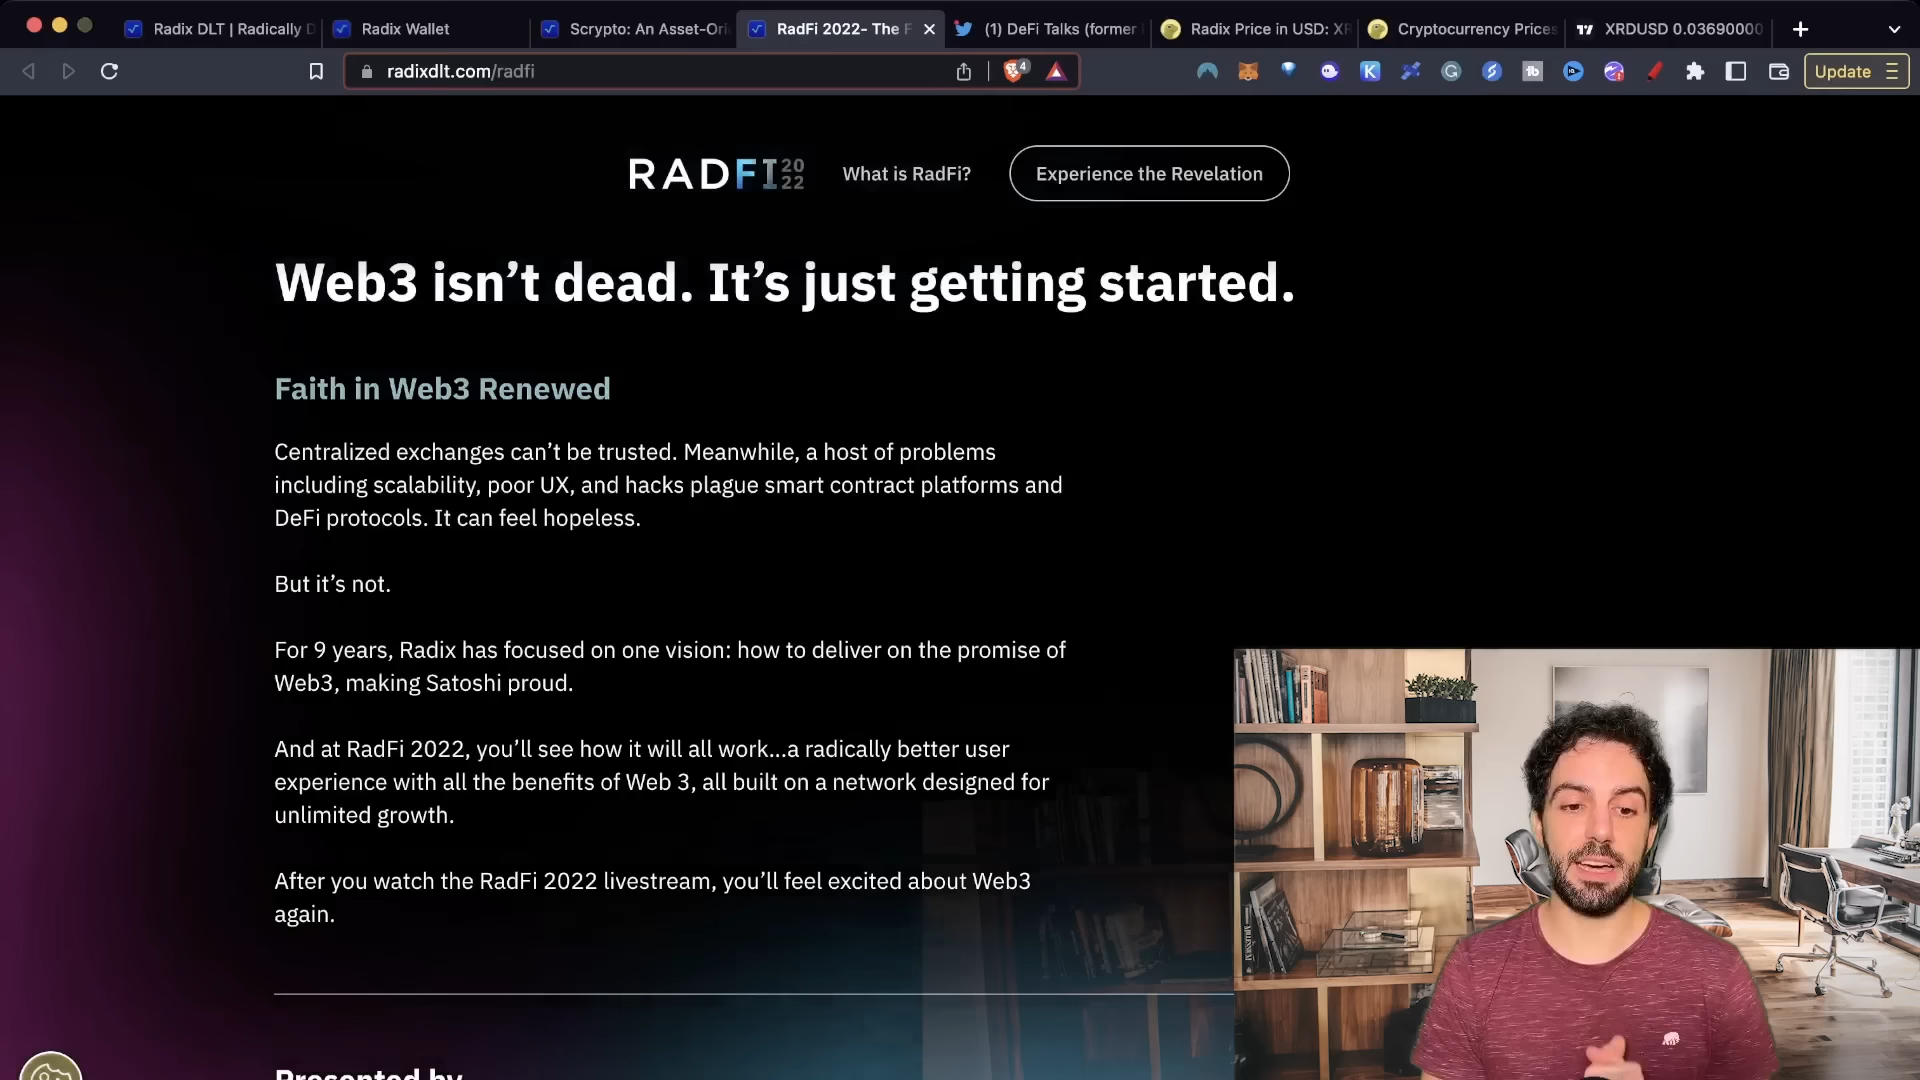 Radix DLT | Radically D
Radix Wallet
Scrypto: An Asset-Ori
RadFi 2022- The F
(1) DeFi Talks (former
Radix Price in USD: XR
Cryptocurrency Prices
XRDUSD 0.03690000
radixdlt.com/radfi
4
Update
RADFI 20 22
What is RadFi?
Experience the Revelation
Web3 isn’t dead. It’s just getting started.
Faith in Web3 Renewed
Centralized exchanges can’t be trusted. Meanwhile, a host of problems
including scalability, poor UX, and hacks plague smart contract platforms and
DeFi protocols. It can feel hopeless.
But it’s not.
For 9 years, Radix has focused on one vision: how to deliver on the promise of
Web3, making Satoshi proud.
And at RadFi 2022, you’ll see how it will all work...a radically better user
experience with all the benefits of Web 3, all built on a network designed for
unlimited growth.
After you watch the RadFi 2022 livestream, you’ll feel excited about Web3
again.
Presented by